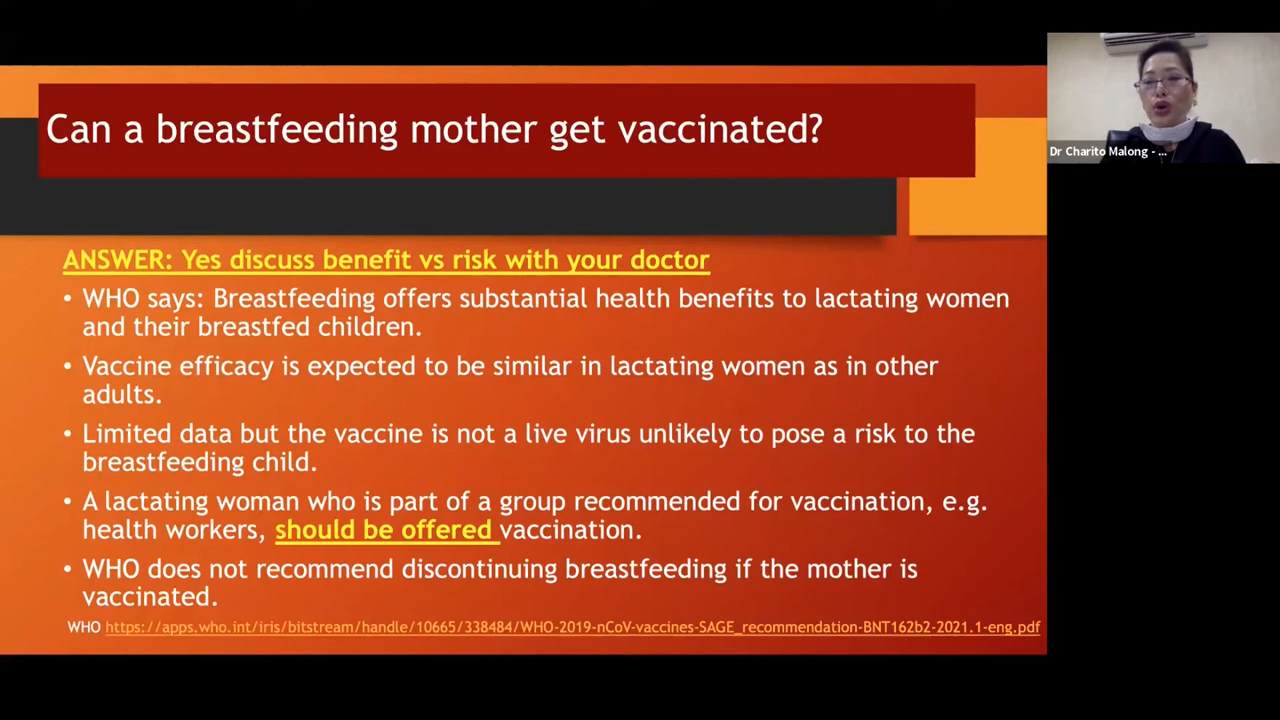 Can a breastfeeding mother get vaccinated?
Dr Charito Malong - ...
ANSWER: Yes discuss benefit vs risk with your doctor
• WHO says: Breastfeeding offers substantial health benefits to lactating women
and their breastfed children.
• Vaccine efficacy is expected to be similar in lactating women as in other
adults.
• Limited data but the vaccine is not a live virus unlikely to pose a risk to the
breastfeeding child.
• A lactating woman who is part of a group recommended for vaccination, e.g.
health workers, should be offered vaccination.
• WHO does not recommend discontinuing breastfeeding if the mother is
vaccinated.
WHO https://apps.who.int/iris/bitstream/handle/10665/338484/WHO-2019-nCoV-vaccines-SAGE_recommendation-BNT162b2-2021.1-eng.pdf